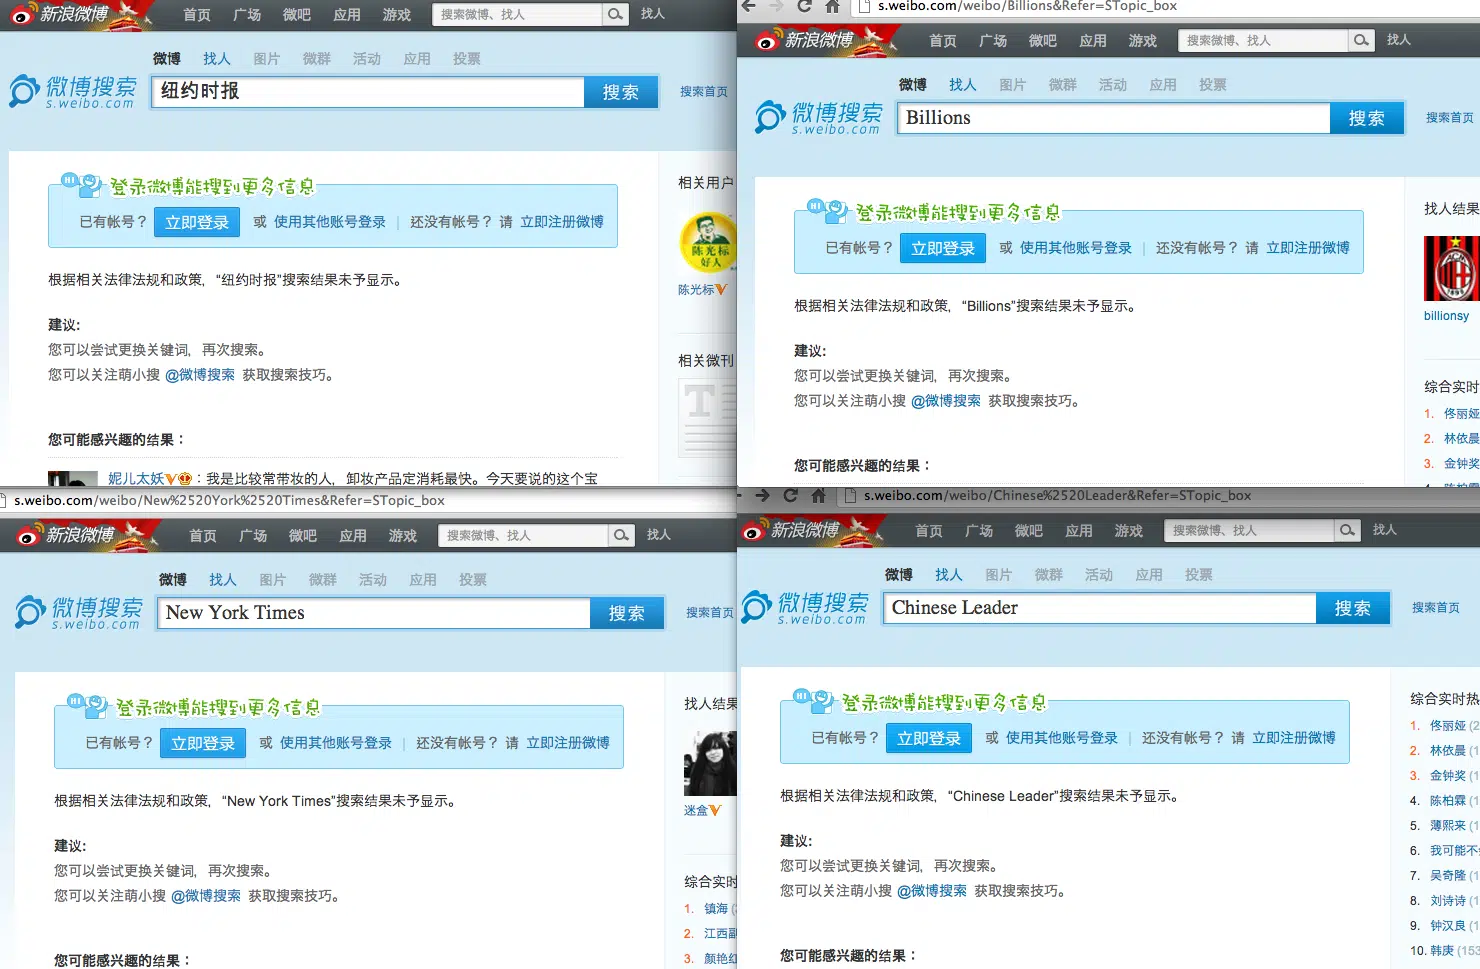 新浪微博 首页 广场 微吧 应用 游戏 搜索微博、找人 找人
微博 找人 图片 微群 活动 应用 投票
微博搜索 s.weibo.com 纽约时报 搜索 搜索首页
登录微博能搜到更多信息
已有帐号？ 立即登录 或 使用其他账号登录 | 还没有帐号？ 请 立即注册微博
根据相关法律法规和政策，“纽约时报”搜索结果未予显示。
建议:
您可以尝试更换关键词，再次搜索。
您可以关注萌小搜 @微博搜索 获取搜索技巧。
您可能感兴趣的结果：
妮儿太妖：我是比较常带妆的人，卸妆产品定消耗最快。今天要说的这个宝
相关用户
陈光标
好人
陈光标
相关微刊
s.weibo.com/weibo/Billions&Refer=STopic_box
新浪微博 首页 广场 微吧 应用 游戏 搜索微博、找人 找人
微博 找人 图片 微群 活动 应用 投票
微博搜索 s.weibo.com Billions 搜索 搜索首页
登录微博能搜到更多信息
已有帐号？ 立即登录 或 使用其他账号登录 | 还没有帐号？ 请 立即注册微博
根据相关法律法规和政策，“Billions”搜索结果未予显示。
建议:
您可以尝试更换关键词，再次搜索。
您可以关注萌小搜 @微博搜索 获取搜索技巧。
您可能感兴趣的结果：
找人结果
ACM
1899
billionsy
综合实时
1. 佟丽娅
2. 林依晨
3. 金钟奖
s.weibo.com/weibo/New%2520York%2520Times&Refer=STopic_box
新浪微博 首页 广场 微吧 应用 游戏 搜索微博、找人 找人
微博 找人 图片 微群 活动 应用 投票
微博搜索 s.weibo.com New York Times 搜索 搜索首页
登录微博能搜到更多信息
已有帐号？ 立即登录 或 使用其他账号登录 | 还没有帐号？ 请 立即注册微博
根据相关法律法规和政策，“New York Times”搜索结果未予显示。
建议:
您可以尝试更换关键词，再次搜索。
您可以关注萌小搜 @微博搜索 获取搜索技巧。
您可能感兴趣的结果：
找人结果
迷盒
综合实时
1. 镇海
2. 江西副
3. 颜艳红
s.weibo.com/weibo/Chinese%2520Leader&Refer=STopic_box
新浪微博 首页 广场 微吧 应用 游戏 搜索微博、找人 找人
微博 找人 图片 微群 活动 应用 投票
微博搜索 s.weibo.com Chinese Leader 搜索 搜索首页
登录微博能搜到更多信息
已有帐号？ 立即登录 或 使用其他账号登录 | 还没有帐号？ 请 立即注册微博
根据相关法律法规和政策，“Chinese Leader”搜索结果未予显示。
建议:
您可以尝试更换关键词，再次搜索。
您可以关注萌小搜 @微博搜索 获取搜索技巧。
您可能感兴趣的结果：
综合实时热
1. 佟丽娅 (2
2. 林依晨 (1
3. 金钟奖 (1
4. 陈柏霖 (1
5. 薄熙来 (1
6. 我可能不
7. 吴奇隆 (1
8. 刘诗诗 (1
9. 钟汉良 (1
10. 韩庚 (153